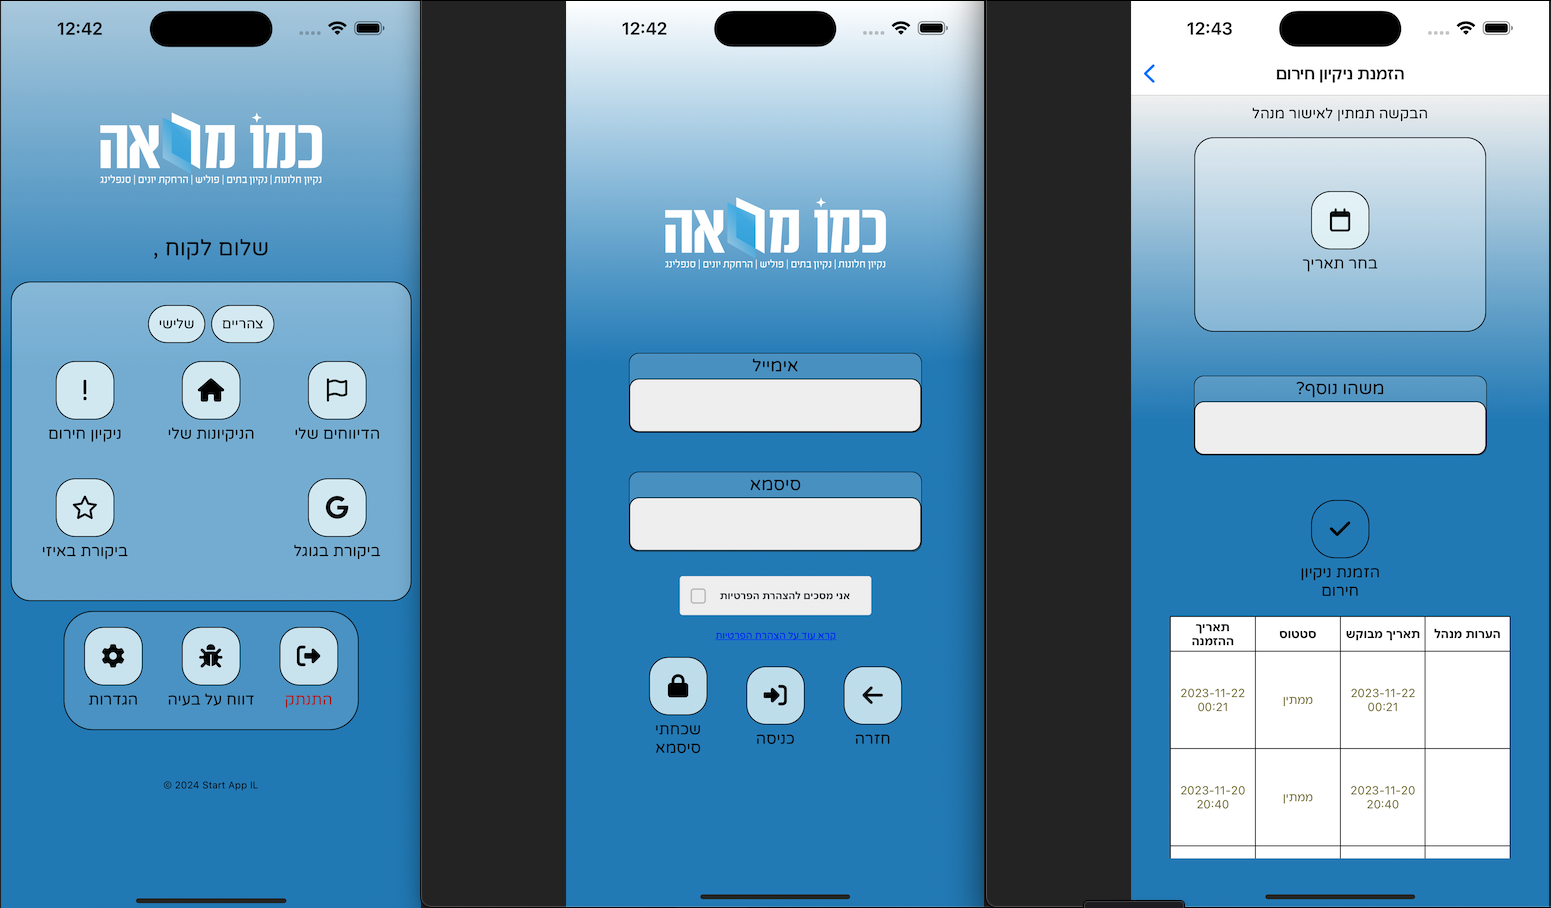 12:42
כמו מראה
נקיון חלונות | נקיון בתים | פוליש | הרחקת יונים | סנפלינג
שלום לקוח ,
צהריים
שלישי
הדיווחים שלי
הניקיונות שלי
ניקיון חירום
ביקורת בגוגל
ביקורת באיזי
התנתק
דווח על בעיה
הגדרות
© 2024 Start App IL
12:42
כמו מראה
נקיון חלונות | נקיון בתים | פוליש | הרחקת יונים | סנפלינג
אימייל
סיסמא
אני מסכים להצהרת הפרטיות
קרא עוד על הצהרת הפרטיות
חזרה
כניסה
שכחתי
סיסמא
12:43
הזמנת ניקיון חירום
הבקשה תמתין לאישור מנהל
בחר תאריך
משהו נוסף?
הזמנת ניקיון
חירום
הערות מנהל
תאריך מבוקש
סטטוס
תאריך
ההזמנה
2023-11-22
00:21
ממתין
2023-11-22
00:21
2023-11-20
20:40
ממתין
2023-11-20
20:40